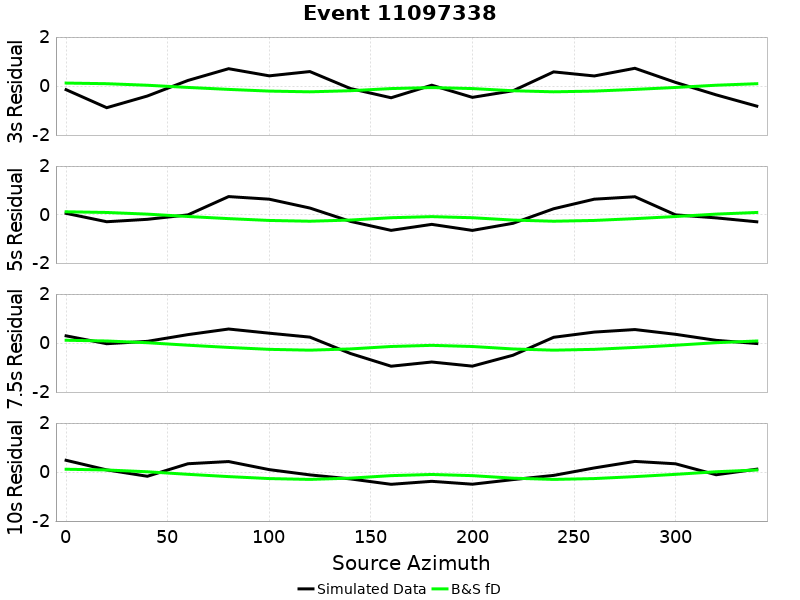 Event 11097338
3s Residual
2
0
-2
5s Residual
2
0
-2
7.5s Residual
2
0
-2
10s Residual
2
0
-2
0 50 100 150 200 250 300
Source Azimuth
Simulated Data B&S fD